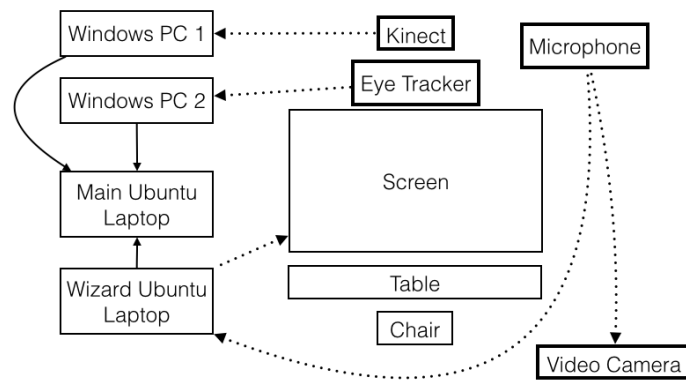 Windows PC 1
Kinect
Microphone
Windows PC 2
Eye Tracker
Screen
Main Ubuntu
Laptop
Wizard Ubuntu
Laptop
Table
Chair
Video Camera